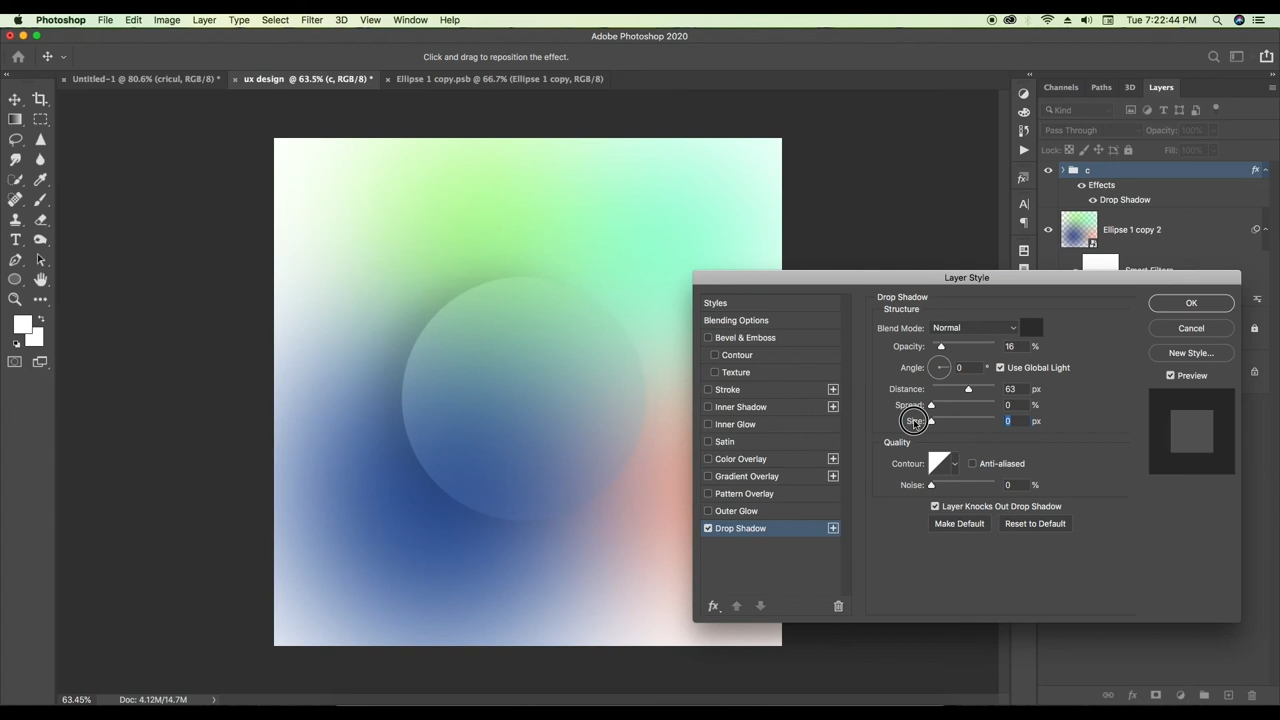 Photoshop File Edit Image Layer Type Select Filter 3D View Window Help Tue 7:22:44 PM
Adobe Photoshop 2020
Click and drag to reposition the effect.
Untitled-1 @ 80.6% (cricul, RGB/8) * ux design @ 63.5% (c, RGB/8) * Ellipse 1 copy.psb @ 66.7% (Ellipse 1 copy, RGB/8)
Channels Paths 3D Layers
Kind
Pass Through Opacity: 100%
Lock: Fill: 100%
c fx
Effects
Drop Shadow
Ellipse 1 copy 2
Smart Filters
Layer Style
Styles
Blending Options
Bevel & Emboss
Contour
Texture
Stroke
Inner Shadow
Inner Glow
Satin
Color Overlay
Gradient Overlay
Pattern Overlay
Outer Glow
Drop Shadow
fx
Drop Shadow
Structure
Blend Mode: Normal
Opacity: 16 %
Angle: 0 ° Use Global Light
Distance: 63 px
Spread: 0 %
Size: 0 px
Quality
Contour: Anti-aliased
Noise: 0 %
Layer Knocks Out Drop Shadow
Make Default Reset to Default
OK
Cancel
New Style...
Preview
63.45% Doc: 4.12M/14.7M